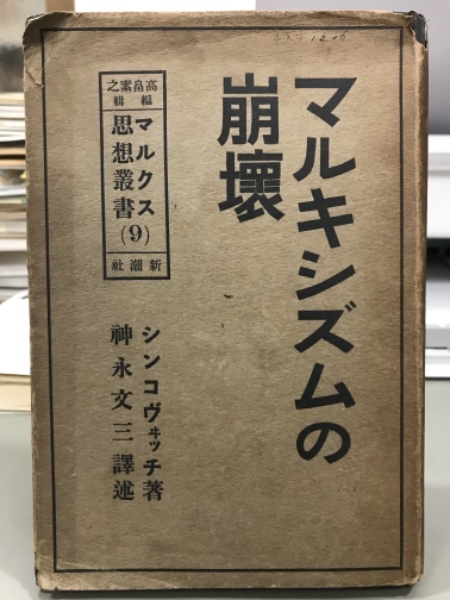 マルキシズムの
崩壞
高畠素之
編輯
マルクス
思想叢書
(9)
新潮社
シンコヴヰッチ著
神永文三譯述